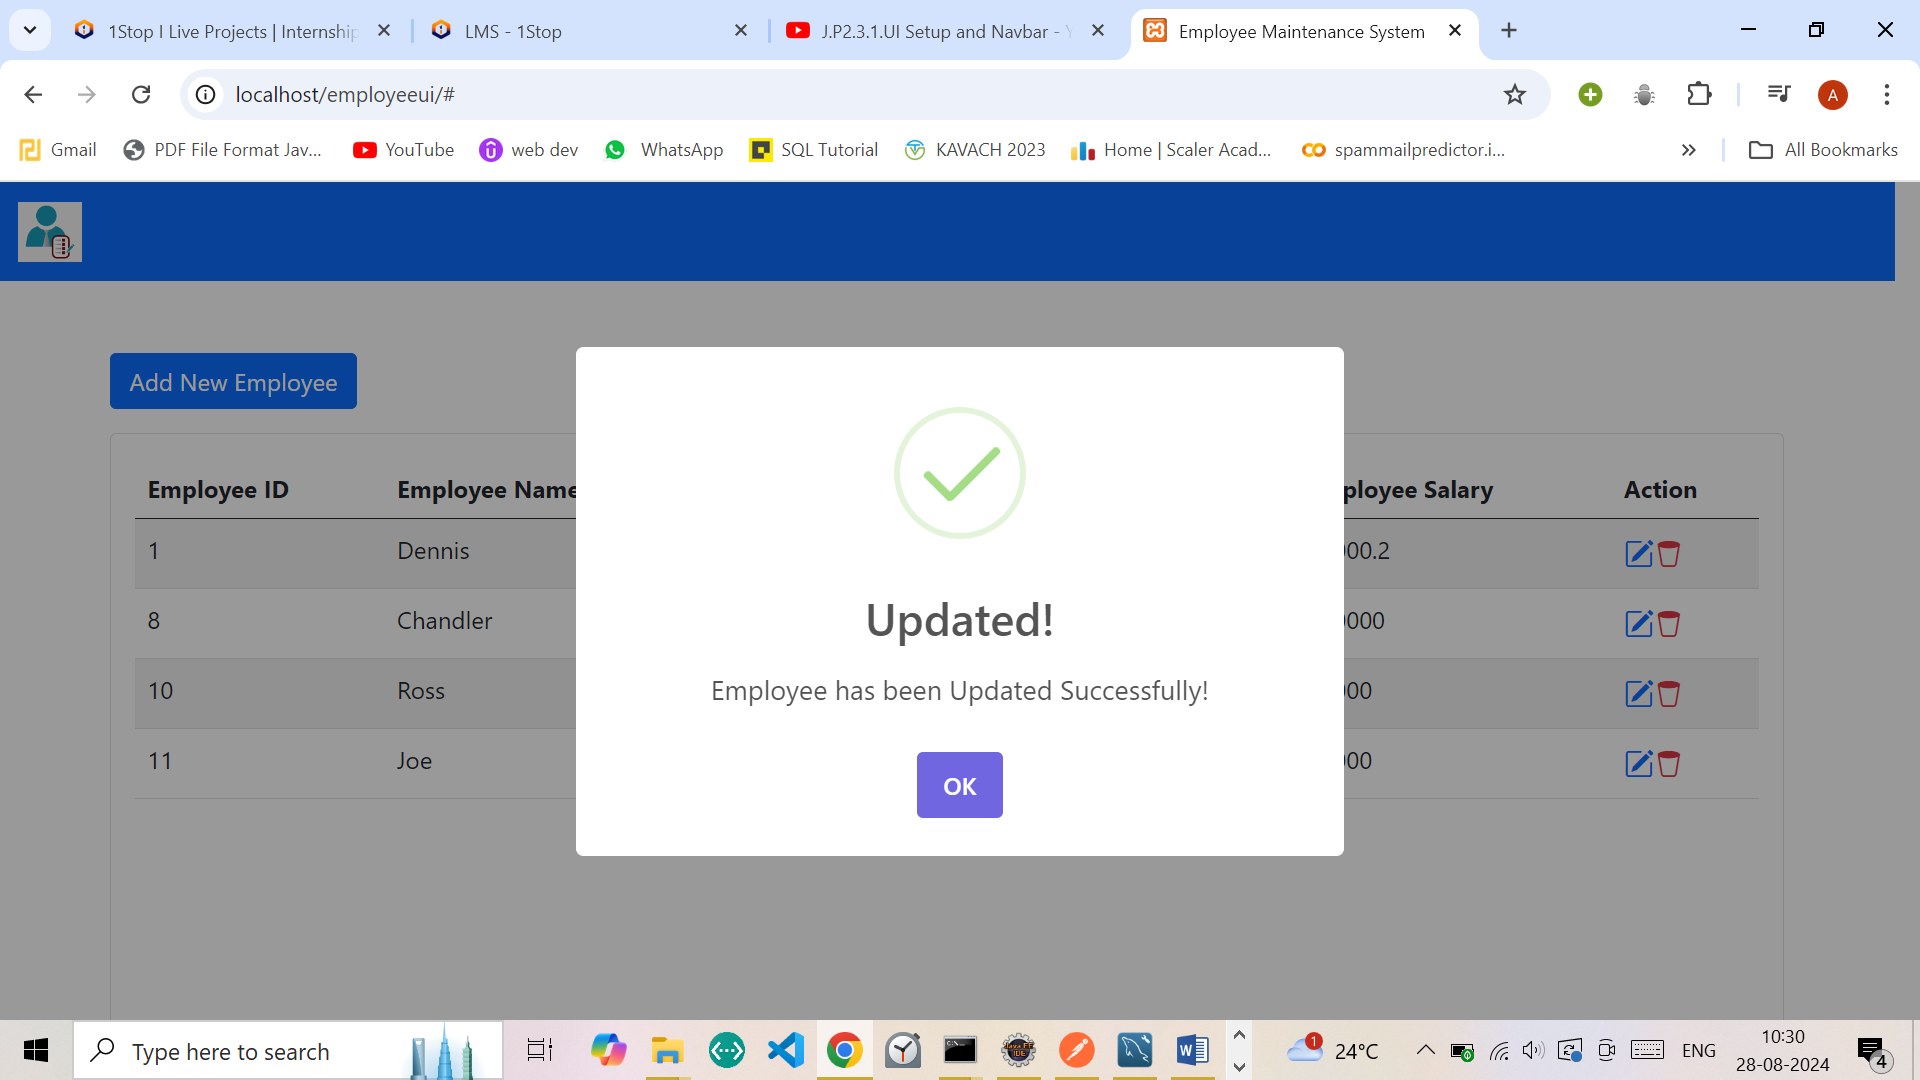 1Stop I Live Projects | Internship
LMS - 1Stop
J.P2.3.1.UI Setup and Navbar - Y
Employee Maintenance System
localhost/employeeui/#
A
Gmail
PDF File Format Jav...
YouTube
web dev
WhatsApp
SQL Tutorial
KAVACH 2023
Home | Scaler Acad...
spammailpredictor.i...
All Bookmarks
Add New Employee
Employee ID Employee Name ployee Salary Action
1 Dennis 00.2
8 Chandler 000
10 Ross 00
11 Joe 00
Updated!
Employee has been Updated Successfully!
OK
Type here to search
1
24°C
ENG
10:30
28-08-2024
4